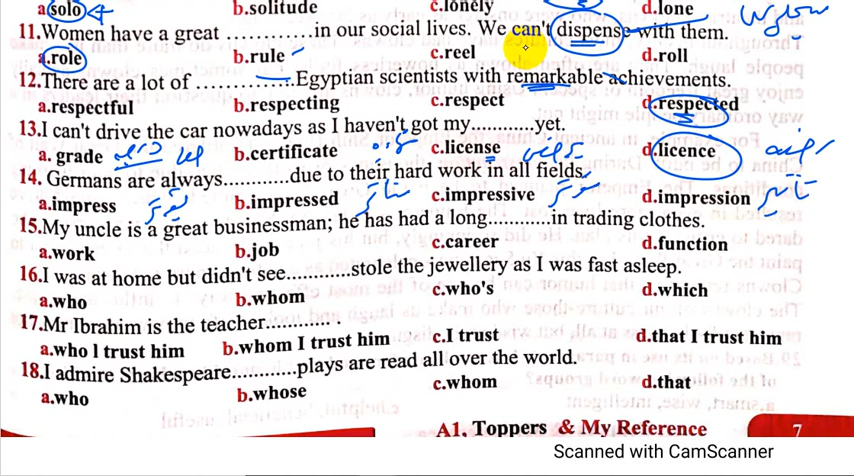 a.solo b.solitude c.lonely d.lone
11.Women have a great ............in our social lives. We can't dispense with them.
a.role b.rule c.reel d.roll
12.There are a lot of ............Egyptian scientists with remarkable achievements.
a.respectful b.respecting c.respect d.respected
13.I can't drive the car nowadays as I haven't got my..........yet.
a. grade b.certificate c.license d.licence
14. Germans are always............due to their hard work in all fields.
a.impress b.impressed c.impressive d.impression
15.My uncle is a great businessman; he has had a long...........in trading clothes.
a.work b.job c.career d.function
16.I was at home but didn't see...........stole the jewellery as I was fast asleep.
a.who b.whom c.who's d.which
17.Mr Ibrahim is the teacher............ .
a.who I trust him b.whom I trust him c.I trust d.that I trust him
18.I admire Shakespeare...........plays are read all over the world.
a.who b.whose c.whom d.that
A1, Toppers & My Reference 7
Scanned with CamScanner